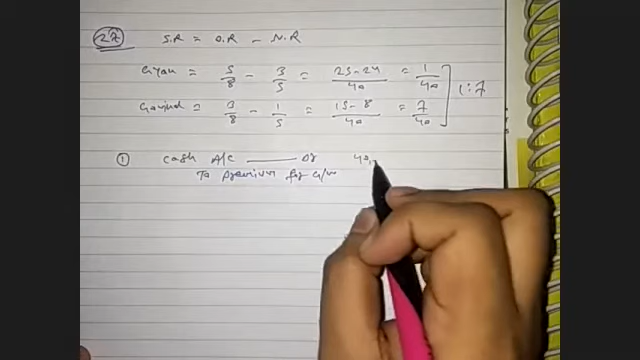 27 S.R = O.R - N.R
Gyan = 5/8 - 3/5 = 25-24/40 = 1/40
Govind = 3/8 - 1/5 = 15-8/40 = 7/40
1:7
① Cash A/c Dr 40,
To premium for G/w